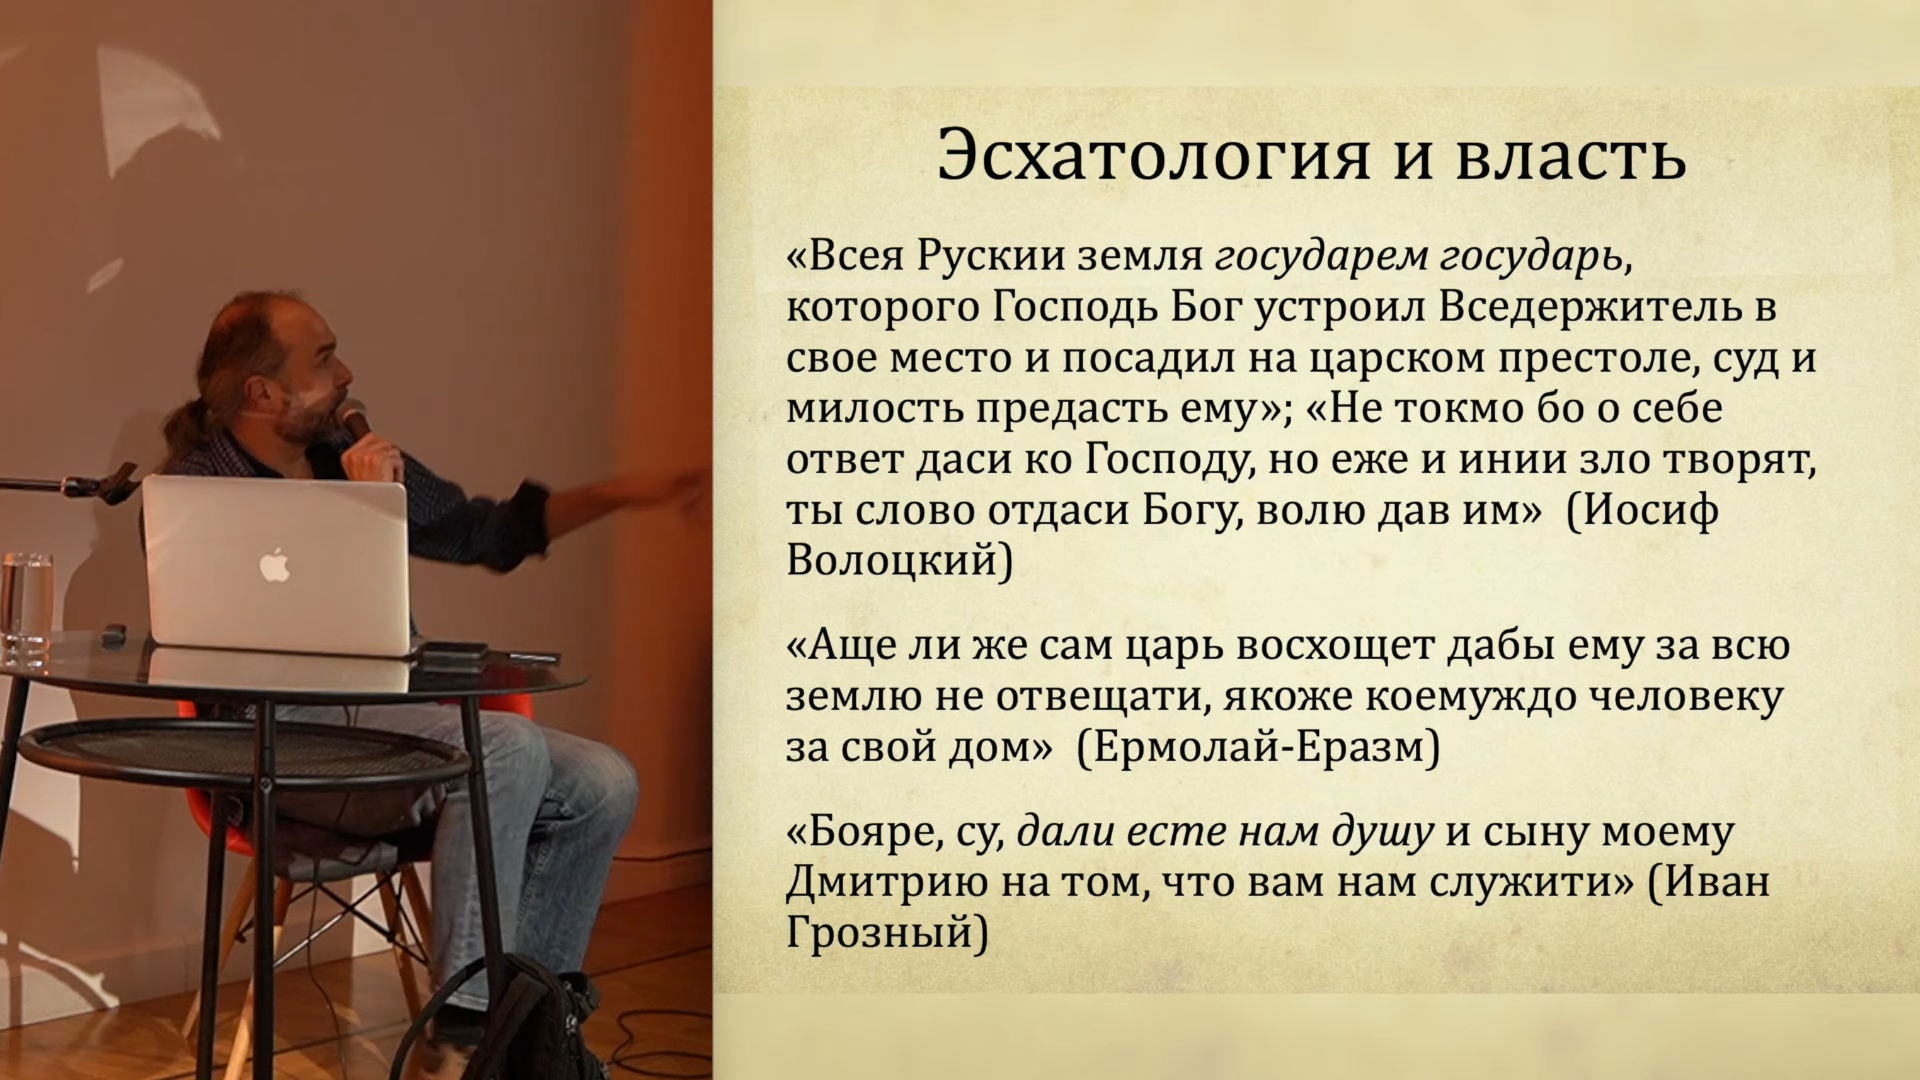 Эсхатология и власть
«Всея Рускии земля государем государь,
которого Господь Бог устроил Вседержитель в
свое место и посадил на царском престоле, суд и
милость предасть ему»; «Не токмо бо о себе
ответ даси ко Господу, но еже и инии зло творят,
ты слово отдаси Богу, волю дав им» (Иосиф
Волоцкий)
«Аще ли же сам царь восхощет дабы ему за всю
землю не отвещати, якоже коемуждо человеку
за свой дом» (Ермолай-Еразм)
«Бояре, су, дали есте нам душу и сыну моему
Дмитрию на том, что вам нам служити» (Иван
Грозный)